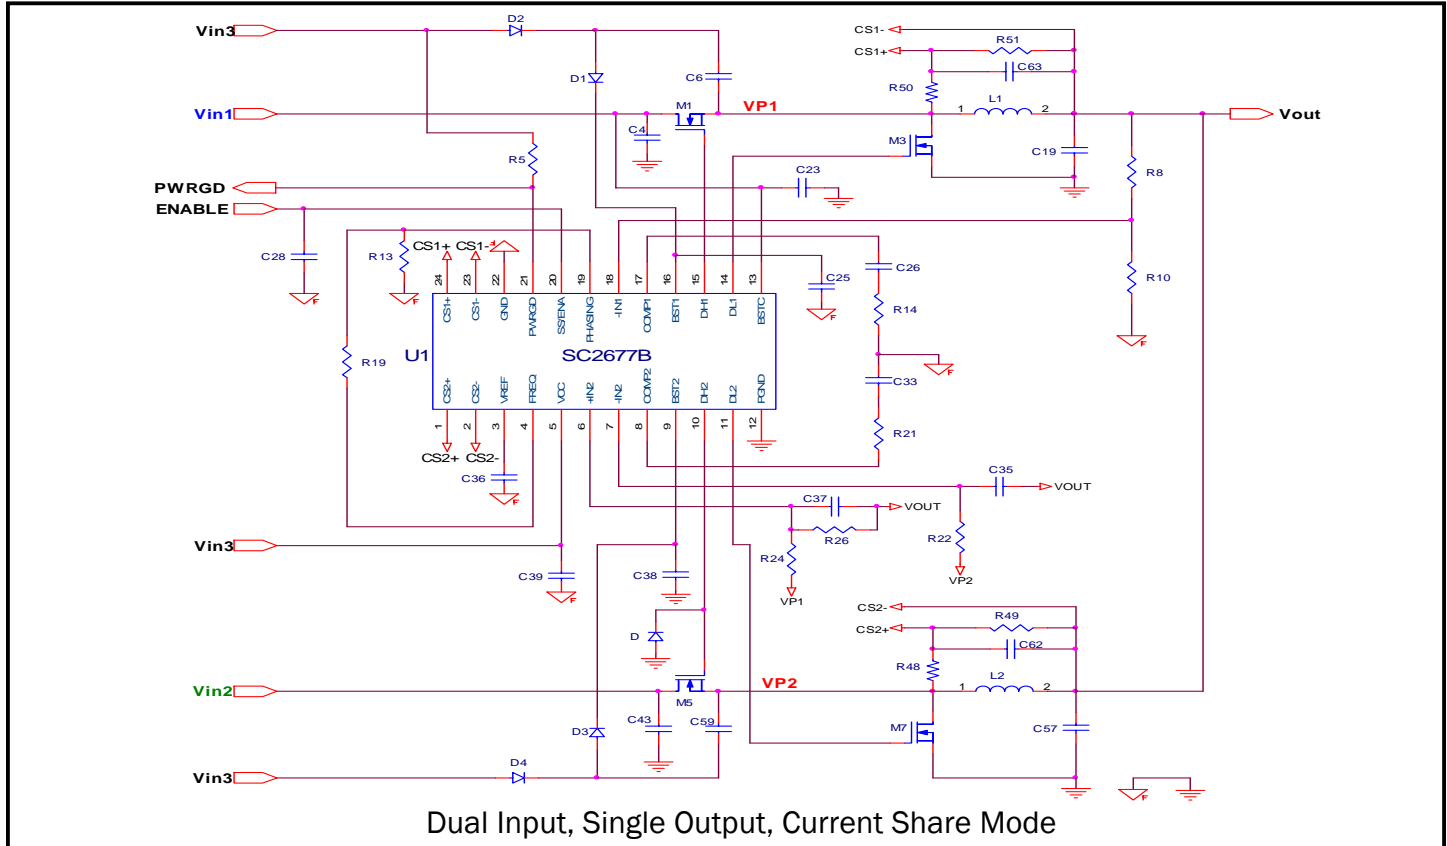 D2
Vin3
CS1-
R51
CS1+
C63
D1
C6
R50
L1
Vin1
M1
VP1
1
2
Vout
C4
M3
C19
R5
C23
R8
PWRGD
ENABLE
CS1+ CS1-
F
C28
R13
C26
C25
R10
F
F
F
F
24 23 22 21 20 19 18 17 16 15 14 13
CS1+ CS1- GND PWRGD SS/ENA PHASING -IN1 COMP1 BST1 DH1 DL1 BSTC
R14
R19
U1
SC2677B
F
C33
CS2+ CS2- VREF FREQ VCC +IN2 -IN2 COMP2 BST2 DH2 DL2 PGND
1 2 3 4 5 6 7 8 9 10 11 12
R21
CS2+ CS2-
C36
F
C35
VOUT
C37
VOUT
R26
R22
R24
Vin3
C39
F
C38
VP1
VP2
CS2-
R49
CS2+
D
C62
R48
L2
Vin2
VP2
1
2
M5
C43
C59
M7
C57
D3
D4
Vin3
F
Dual Input, Single Output, Current Share Mode